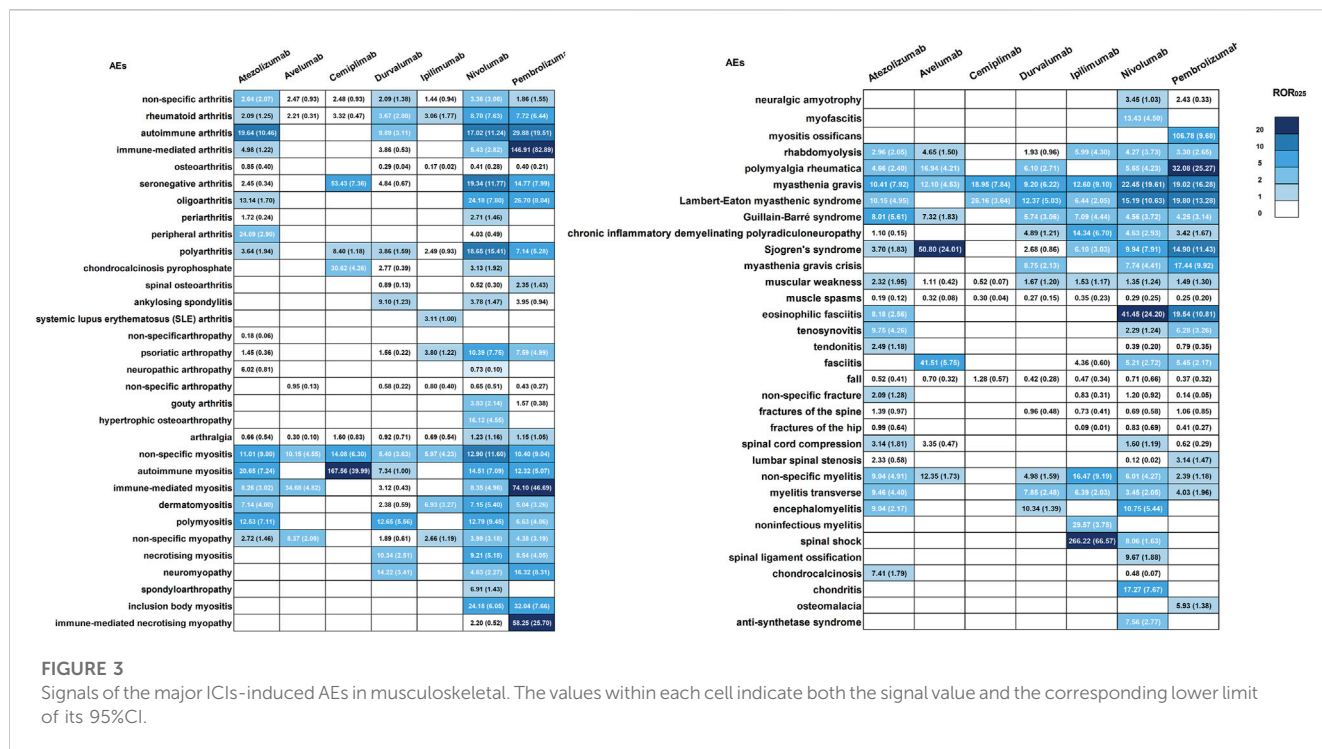 AEs
Atezolizumab Avelumab Cemiplimab Durvalumab Ipilimumab Nivolumab Pembrolizumab
non-specific arthritis 2.64 (2.07) 2.47 (0.93) 2.48 (0.93) 2.09 (1.38) 1.44 (0.94) 3.36 (3.06) 1.86 (1.55)
rheumatoid arthritis 2.09 (1.25) 2.21 (0.31) 3.32 (0.47) 3.67 (2.08) 3.06 (1.77) 8.70 (7.63) 7.72 (6.44)
autoimmune arthritis 19.64 (10.46) 9.69 (3.11) 17.02 (11.24) 29.88 (19.51)
immune-mediated arthritis 4.98 (1.22) 3.86 (0.53) 5.43 (2.82) 146.91 (82.89)
osteoarthritis 0.85 (0.40) 0.29 (0.04) 0.17 (0.02) 0.41 (0.28) 0.40 (0.21)
seronegative arthritis 2.45 (0.34) 53.43 (7.36) 4.84 (0.67) 19.34 (11.77) 14.77 (7.99)
oligoarthritis 13.14 (1.70) 24.18 (7.80) 26.70 (8.04)
periarthritis 1.72 (0.24) 2.71 (1.46)
peripheral arthritis 24.09 (2.90) 4.03 (0.49)
polyarthritis 3.64 (1.94) 8.40 (1.18) 3.86 (1.59) 2.49 (0.93) 18.65 (15.41) 7.14 (5.28)
chondrocalcinosis pyrophosphate 30.62 (4.26) 2.77 (0.39) 3.13 (1.92)
spinal osteoarthritis 0.89 (0.13) 0.52 (0.30) 2.35 (1.43)
ankylosing spondylitis 9.10 (1.23) 3.78 (1.47) 3.95 (0.94)
systemic lupus erythematosus (SLE) arthritis 3.11 (1.00)
non-specificarthropathy 0.18 (0.06)
psoriatic arthropathy 1.45 (0.36) 1.56 (0.22) 3.80 (1.22) 10.39 (7.75) 7.59 (4.99)
neuropathic arthropathy 6.02 (0.81) 0.73 (0.10)
non-specific arthropathy 0.95 (0.13) 0.58 (0.22) 0.80 (0.40) 0.65 (0.51) 0.43 (0.27)
gouty arthritis 3.83 (2.14) 1.57 (0.38)
hypertrophic osteoarthropathy 16.12 (4.55)
arthralgia 0.66 (0.54) 0.30 (0.10) 1.60 (0.83) 0.92 (0.71) 0.69 (0.54) 1.23 (1.16) 1.15 (1.05)
non-specific myositis 11.01 (9.00) 10.15 (4.55) 14.08 (6.30) 5.40 (3.63) 5.97 (4.23) 12.90 (11.60) 10.40 (9.04)
autoimmune myositis 20.65 (7.24) 167.56 (39.99) 7.34 (1.00) 14.51 (7.09) 12.32 (5.07)
immune-mediated myositis 8.26 (3.02) 34.68 (4.82) 3.12 (0.43) 8.35 (4.96) 74.10 (46.69)
dermatomyositis 7.14 (4.00) 2.38 (0.59) 6.93 (3.27) 7.15 (5.40) 5.04 (3.26)
polymyositis 12.53 (7.11) 12.65 (5.56) 12.79 (9.45) 6.63 (4.06)
non-specific myopathy 2.72 (1.46) 8.37 (2.09) 1.89 (0.61) 2.66 (1.19) 3.99 (3.18) 4.38 (3.19)
necrotising myositis 10.34 (2.51) 9.21 (5.18) 8.54 (4.05)
neuromyopathy 14.22 (3.41) 4.63 (2.27) 16.32 (8.31)
spondyloarthropathy 6.91 (1.43)
inclusion body myositis 24.18 (6.05) 32.04 (7.66)
immune-mediated necrotising myopathy 2.20 (0.52) 58.25 (25.70)
AEs
Atezolizumab Avelumab Cemiplimab Durvalumab Ipilimumab Nivolumab Pembrolizumab
neuralgic amyotrophy 3.45 (1.03) 2.43 (0.33)
myofascitis 13.43 (4.50)
myositis ossificans 106.78 (9.68)
rhabdomyolysis 2.96 (2.05) 4.65 (1.50) 1.93 (0.96) 5.99 (4.30) 4.27 (3.73) 3.30 (2.65)
polymyalgia rheumatica 4.86 (2.40) 16.94 (4.21) 6.10 (2.71) 5.65 (4.23) 32.08 (25.27)
myasthenia gravis 10.41 (7.92) 12.10 (4.53) 18.95 (7.84) 9.20 (6.22) 12.60 (9.10) 22.45 (19.61) 19.02 (16.28)
Lambert-Eaton myasthenic syndrome 10.15 (4.95) 26.16 (3.64) 12.37 (5.03) 6.44 (2.05) 15.19 (10.63) 19.80 (13.28)
Guillain-Barré syndrome 8.01 (5.61) 7.32 (1.83) 5.74 (3.06) 7.09 (4.44) 4.56 (3.72) 4.25 (3.14)
chronic inflammatory demyelinating polyradiculoneuropathy 1.10 (0.15) 4.89 (1.21) 14.34 (6.70) 4.63 (2.93) 3.42 (1.67)
Sjogren's syndrome 3.70 (1.83) 50.80 (24.01) 2.68 (0.86) 6.10 (3.03) 9.94 (7.91) 14.90 (11.43)
myasthenia gravis crisis 8.75 (2.13) 7.74 (4.41) 17.44 (9.92)
muscular weakness 2.32 (1.95) 1.11 (0.42) 0.52 (0.07) 1.67 (1.20) 1.53 (1.17) 1.35 (1.24) 1.49 (1.30)
muscle spasms 0.19 (0.12) 0.32 (0.08) 0.30 (0.04) 0.27 (0.15) 0.35 (0.23) 0.29 (0.25) 0.25 (0.20)
eosinophilic fasciitis 8.18 (2.56) 41.45 (24.20) 19.54 (10.81)
tenosynovitis 9.75 (4.26) 2.29 (1.24) 6.28 (3.26)
tendonitis 2.49 (1.18) 0.39 (0.20) 0.79 (0.35)
fasciitis 41.51 (5.75) 4.36 (0.60) 5.21 (2.72) 5.45 (2.17)
fall 0.52 (0.41) 0.70 (0.32) 1.28 (0.57) 0.42 (0.28) 0.47 (0.34) 0.71 (0.66) 0.37 (0.32)
non-specific fracture 2.09 (1.28) 0.83 (0.31) 1.20 (0.92) 0.14 (0.05)
fractures of the spine 1.39 (0.97) 0.96 (0.48) 0.73 (0.41) 0.69 (0.58) 1.06 (0.85)
fractures of the hip 0.99 (0.64) 0.09 (0.01) 0.83 (0.69) 0.41 (0.27)
spinal cord compression 3.14 (1.81) 3.35 (0.47) 1.60 (1.19) 0.62 (0.29)
lumbar spinal stenosis 2.33 (0.58) 0.12 (0.02) 3.14 (1.47)
non-specific myelitis 9.04 (4.91) 12.35 (1.73) 4.98 (1.59) 16.47 (9.19) 6.01 (4.27) 2.39 (1.18)
myelitis transverse 9.46 (4.40) 7.85 (2.48) 6.39 (2.03) 3.45 (2.05) 4.03 (1.96)
encephalomyelitis 9.04 (2.17) 10.34 (1.39) 10.75 (5.44)
noninfectious myelitis 29.57 (3.75)
spinal shock 266.22 (66.57) 8.06 (1.63)
spinal ligament ossification 9.67 (1.88)
chondrocalcinosis 7.41 (1.79) 0.48 (0.07)
chondritis 17.27 (7.67)
osteomalacia 5.93 (1.38)
anti-synthetase syndrome 7.56 (2.77)
ROR025
20
10
5
2
1
0
FIGURE 3
Signals of the major ICIs-induced AEs in musculoskeletal. The values within each cell indicate both the signal value and the corresponding lower limit
of its 95%CI.